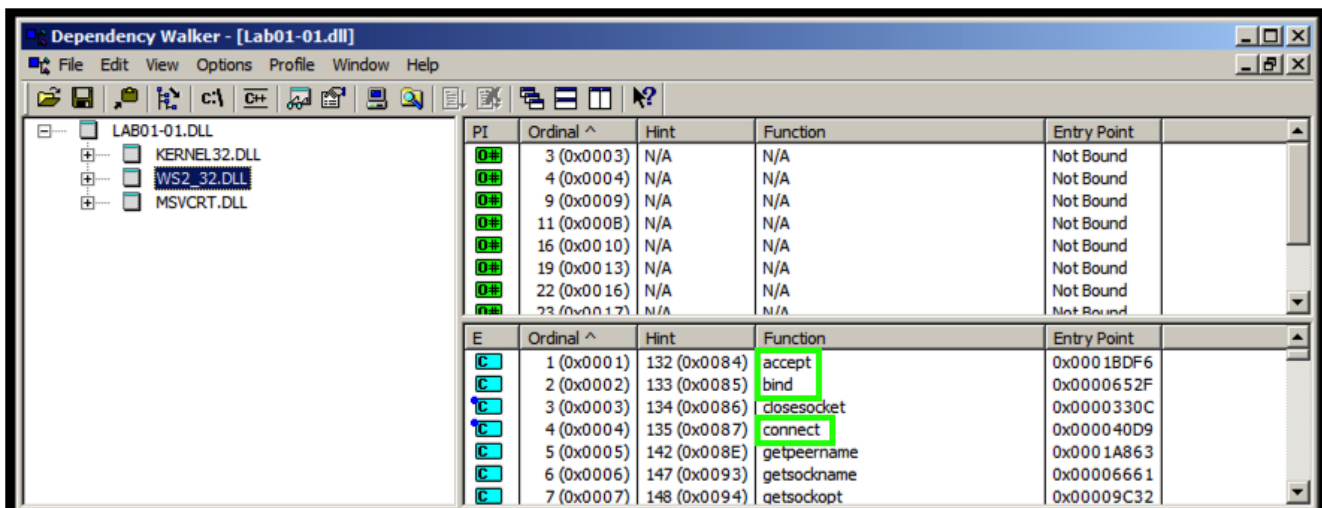 Dependency Walker - [Lab01-01.dll]
File Edit View Options Profile Window Help
c:\ C++
LAB01-01.DLL
KERNEL32.DLL
WS2_32.DLL
MSVCRT.DLL
PI Ordinal ^ Hint Function Entry Point
O# 3 (0x0003) N/A N/A Not Bound
O# 4 (0x0004) N/A N/A Not Bound
O# 9 (0x0009) N/A N/A Not Bound
O# 11 (0x000B) N/A N/A Not Bound
O# 16 (0x0010) N/A N/A Not Bound
O# 19 (0x0013) N/A N/A Not Bound
O# 22 (0x0016) N/A N/A Not Bound
O# 23 (0x0017) N/A N/A Not Bound
E Ordinal ^ Hint Function Entry Point
C 1 (0x0001) 132 (0x0084) accept 0x0001BDF6
C 2 (0x0002) 133 (0x0085) bind 0x0000652F
C 3 (0x0003) 134 (0x0086) closesocket 0x0000330C
C 4 (0x0004) 135 (0x0087) connect 0x000040D9
C 5 (0x0005) 142 (0x008E) getpeername 0x0001A863
C 6 (0x0006) 147 (0x0093) getsockname 0x00006661
C 7 (0x0007) 148 (0x0094) getsockopt 0x00009C32